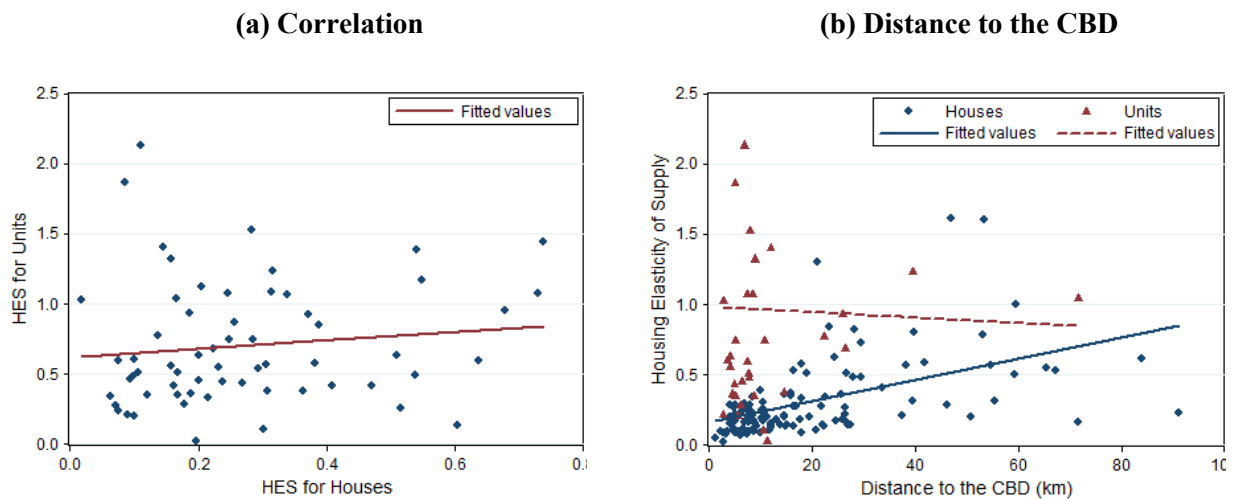 (a) Correlation
2.5
2.0
1.5
1.0
0.5
0.0
HES for Units
Fitted values
0.0 0.2 0.4 0.6 0.8
HES for Houses
(b) Distance to the CBD
2.5
2.0
1.5
1.0
0.5
0.0
Housing Elasticity of Supply
Houses Units
Fitted values Fitted values
0 20 40 60 80 10
Distance to the CBD (km)